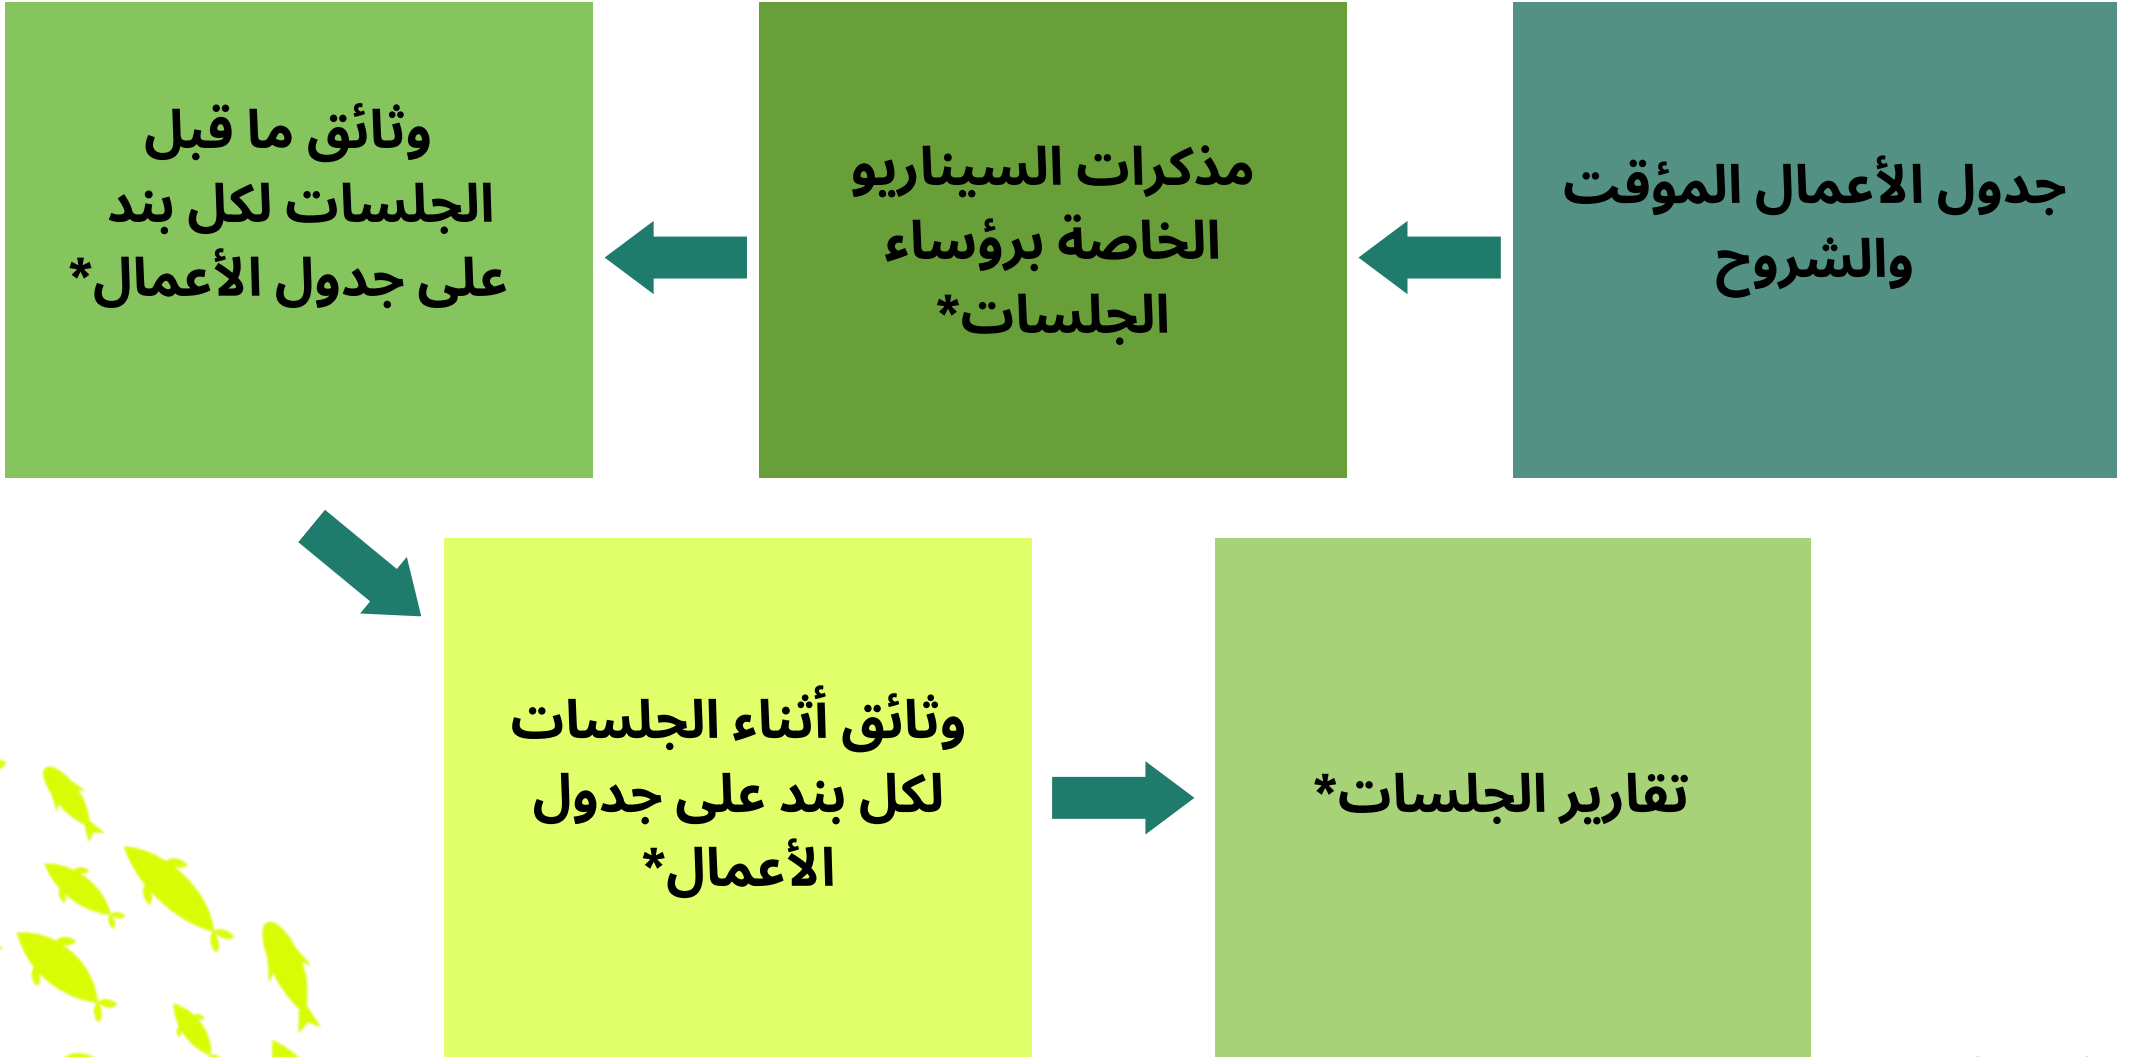 جدول الأعمال المؤقت
والشروح
مذكرات السيناريو
الخاصة برؤساء
الجلسات*
وثائق ما قبل
الجلسات لكل بند
على جدول الأعمال*
وثائق أثناء الجلسات
لكل بند على جدول
الأعمال*
تقارير الجلسات*